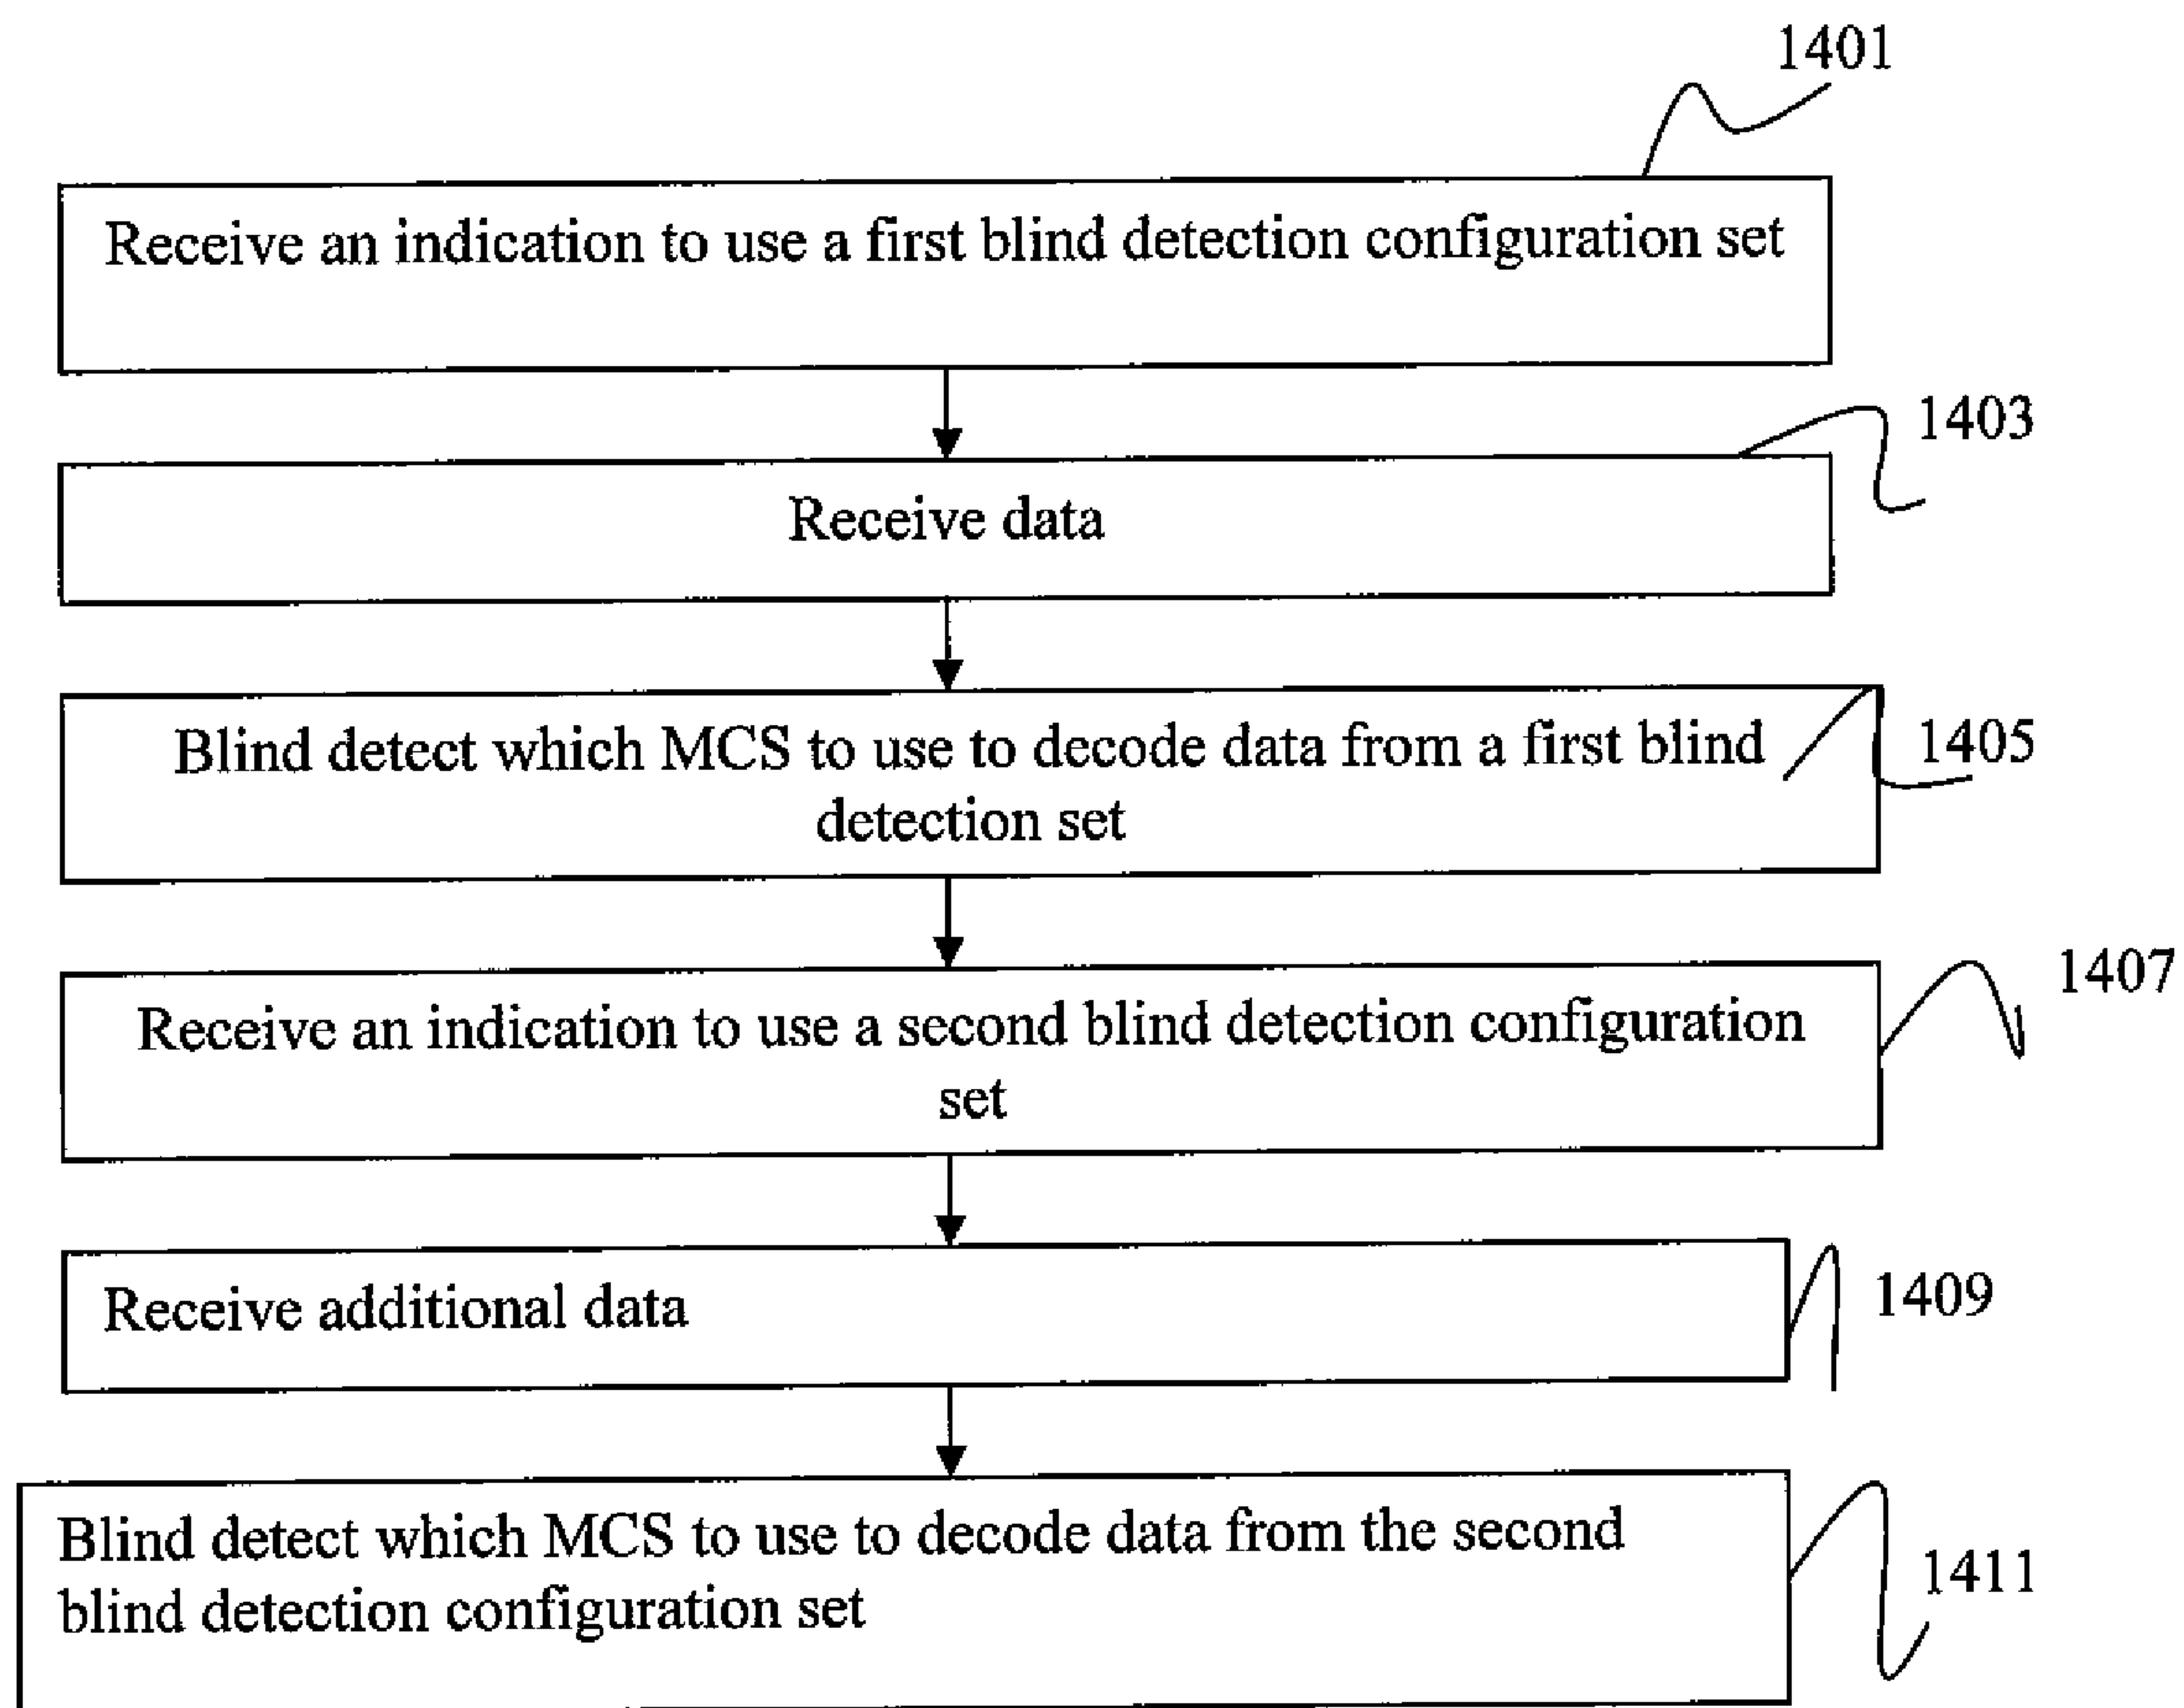 1401
Receive an indication to use a first blind detection configuration set
1403
Receive data
Blind detect which MCS to use to decode data from a first blind
detection set
1405
1407
Receive an indication to use a second blind detection configuration
set
Receive additional data
1409
Blind detect which MCS to use to decode data from the second
blind detection configuration set
1411